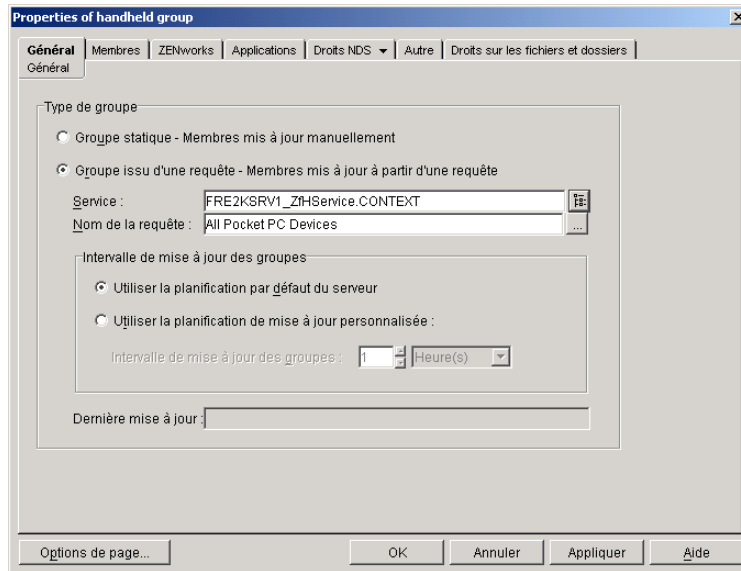 Properties of handheld group
Général Membres ZENworks Applications Droits NDS Autre Droits sur les fichiers et dossiers
Général
Type de groupe
Groupe statique - Membres mis à jour manuellement
Groupe issu d'une requête - Membres mis à jour à partir d'une requête
Service : FRE2KSRV1_ZfHService.CONTEXT
Nom de la requête : All Pocket PC Devices ...
Intervalle de mise à jour des groupes
Utiliser la planification par défaut du serveur
Utiliser la planification de mise à jour personnalisée :
Intervalle de mise à jour des groupes : 1 Heure(s)
Dernière mise à jour :
Options de page... OK Annuler Appliquer Aide